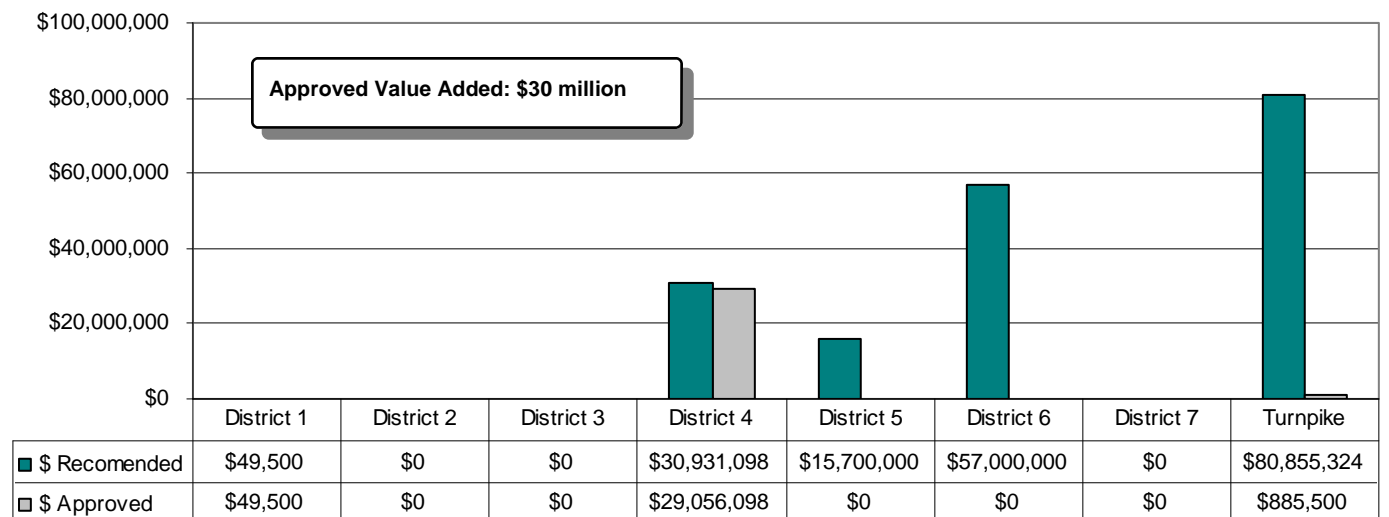 $100,000,000
Approved Value Added: $30 million
$80,000,000
$60,000,000
$40,000,000
$20,000,000
$0
District 1 District 2 District 3 District 4 District 5 District 6 District 7 Turnpike
$ Recomended $49,500 $0 $0 $30,931,098 $15,700,000 $57,000,000 $0 $80,855,324
$ Approved $49,500 $0 $0 $29,056,098 $0 $0 $0 $885,500